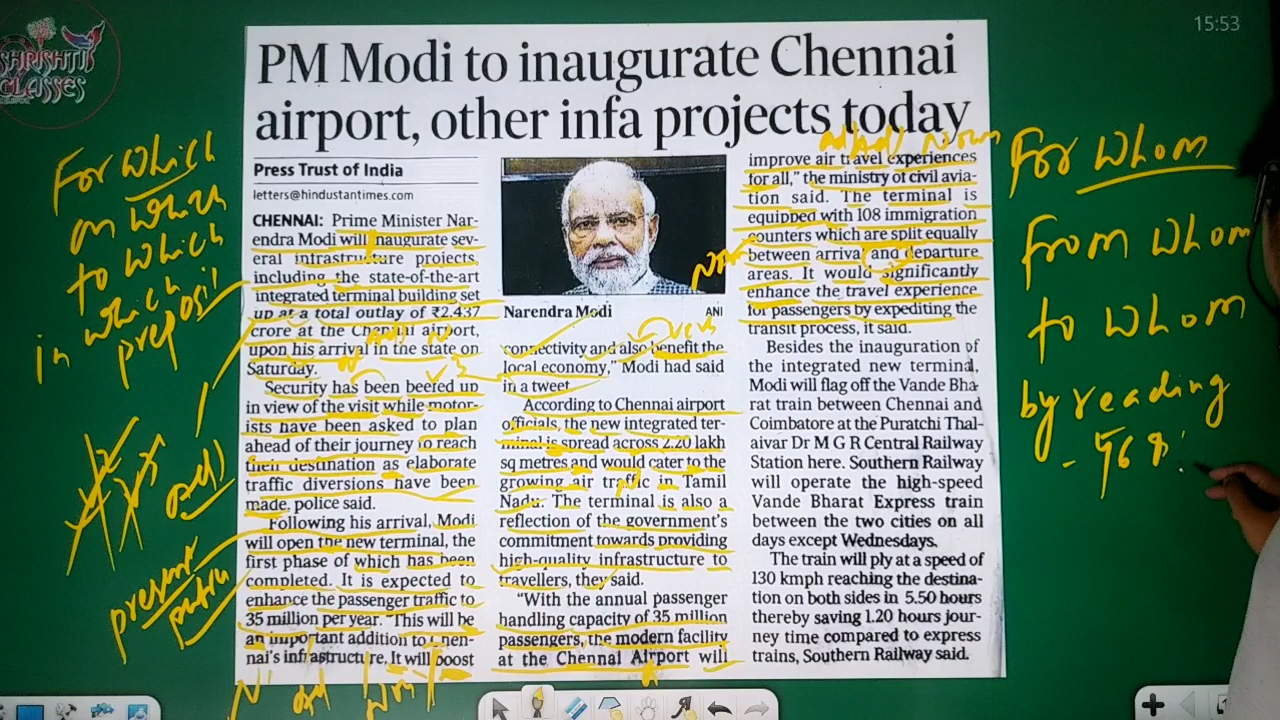 15:53
SHRISHTI
CLASSES
PM Modi to inaugurate Chennai
airport, other infa projects today
Press Trust of India
letters@hindustantimes.com
CHENNAI: Prime Minister Nar-
endra Modi will inaugurate sev-
eral infrastructure projects,
including the state-of-the-art
integrated terminal building set
up at a total outlay of ₹2,437
crore at the Chennai airport,
upon his arrival in the state on
Saturday.
Security has been beefed up
in view of the visit while motor-
ists have been asked to plan
ahead of their journey to reach
their destination as elaborate
traffic diversions have been
made, police said.
Following his arrival, Modi
will open the new terminal, the
first phase of which has been
completed. It is expected to
enhance the passenger traffic to
35 million per year. "This will be
an important addition to Chen-
nai's infrastructure. It will boost
Narendra Modi
ANI
connectivity and also benefit the
local economy," Modi had said
in a tweet.
According to Chennai airport
officials, the new integrated ter-
minal is spread across 2.20 lakh
sq metres and would cater to the
growing air traffic in Tamil
Nadu. The terminal is also a
reflection of the government's
commitment towards providing
high-quality infrastructure to
travellers, they said.
"With the annual passenger
handling capacity of 35 million
passengers, the modern facility
at the Chennai Airport will
improve air travel experiences
for all," the ministry of civil avia-
tion said. The terminal is
equipped with 108 immigration
counters which are split equally
between arrival and departure
areas. It would significantly
enhance the travel experience
for passengers by expediting the
transit process, it said.
Besides the inauguration of
the integrated new terminal,
Modi will flag off the Vande Bha-
rat train between Chennai and
Coimbatore at the Puratchi Thal-
aivar Dr M G R Central Railway
Station here. Southern Railway
will operate the high-speed
Vande Bharat Express train
between the two cities on all
days except Wednesdays.
The train will ply at a speed of
130 kmph reaching the destina-
tion on both sides in 5.50 hours
thereby saving 1.20 hours jour-
ney time compared to express
trains, Southern Railway said.
For which
on which
to which
in which
preposi
adj
present
Noun
verb
For whom
from whom
to whom
by reading